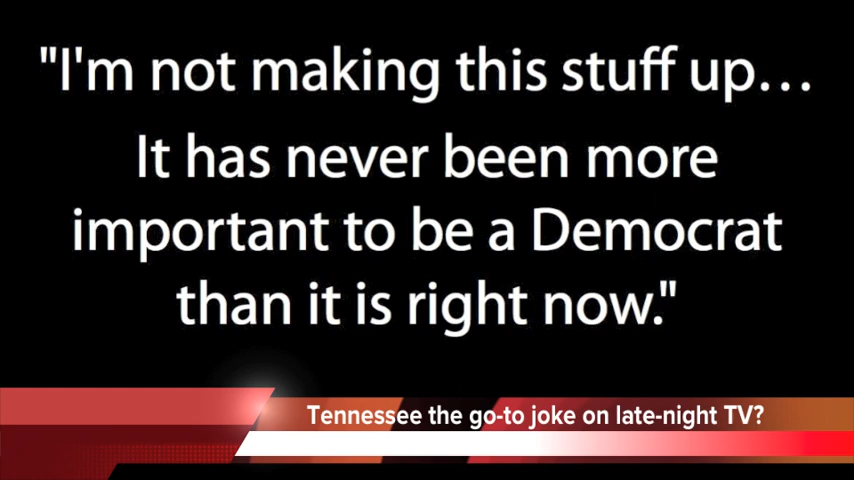 "I'm not making this stuff up…
It has never been more
important to be a Democrat
than it is right now."
Tennessee the go-to joke on late-night TV?